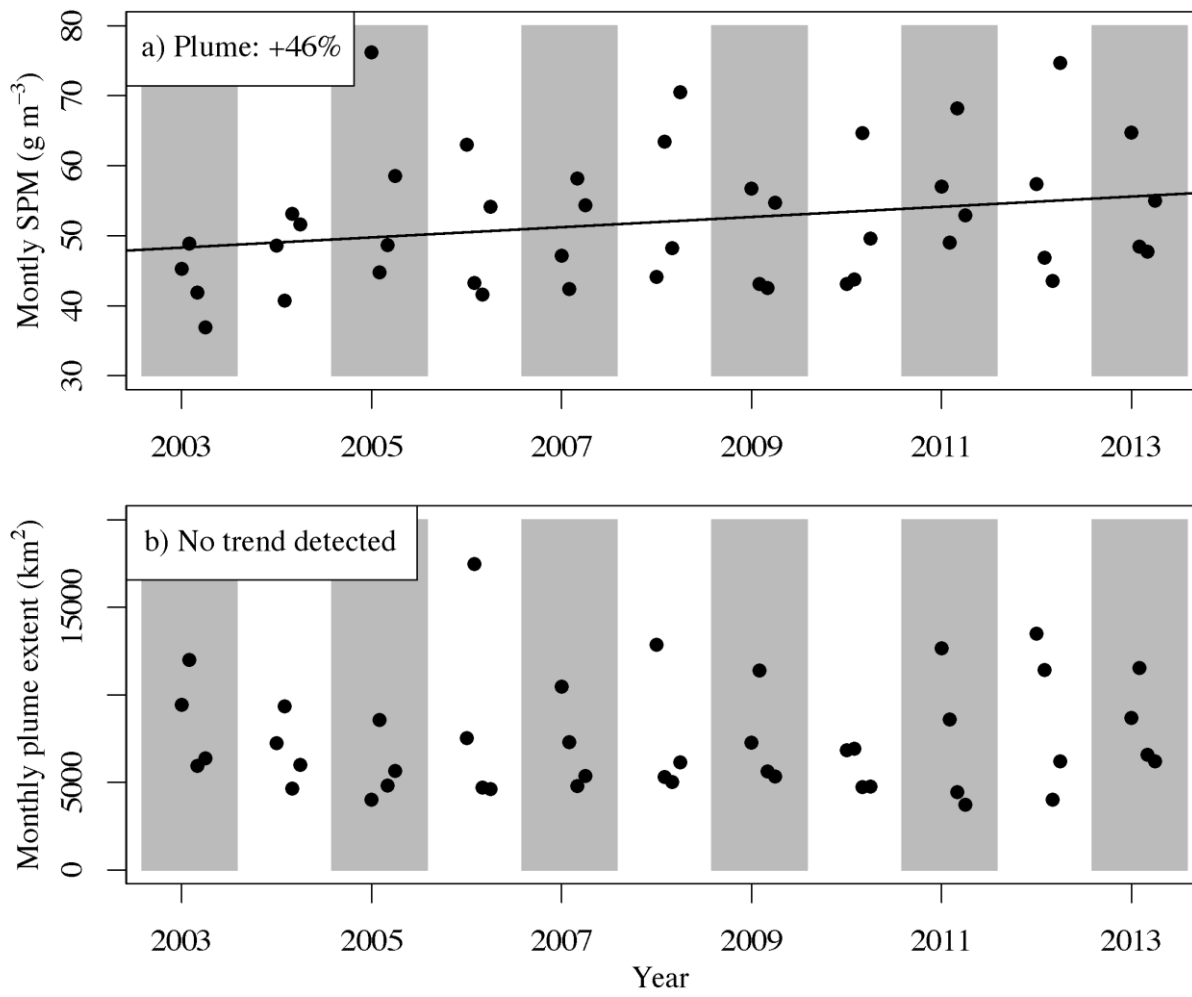 a) Plume: +46%
Montly SPM (g m⁻³)
80
70
60
50
40
30
2003 2005 2007 2009 2011 2013
b) No trend detected
Monthly plume extent (km²)
15000
5000
0
2003 2005 2007 2009 2011 2013
Year